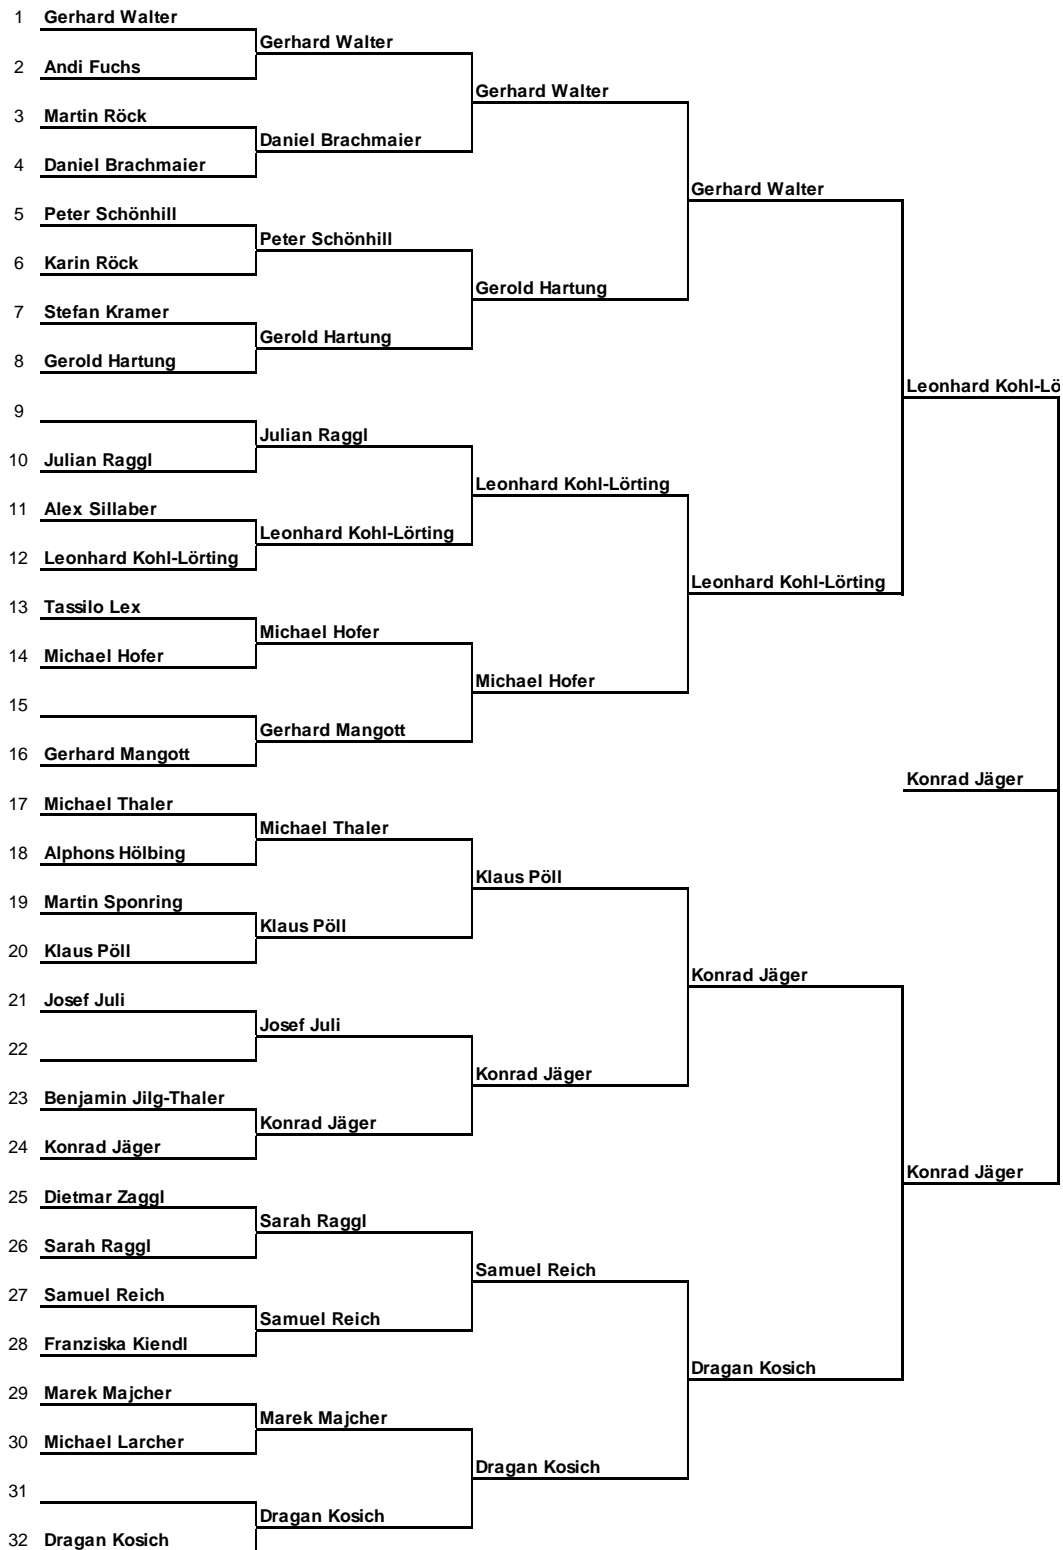 1 Gerhard Walter
Gerhard Walter
2 Andi Fuchs
Gerhard Walter
3 Martin Röck
Daniel Brachmaier
4 Daniel Brachmaier
Gerhard Walter
5 Peter Schönhill
Peter Schönhill
6 Karin Röck
Gerold Hartung
7 Stefan Kramer
Gerold Hartung
8 Gerold Hartung
Leonhard Kohl-Lö
9
Julian Raggl
10 Julian Raggl
Leonhard Kohl-Lörting
11 Alex Sillaber
Leonhard Kohl-Lörting
12 Leonhard Kohl-Lörting
Leonhard Kohl-Lörting
13 Tassilo Lex
Michael Hofer
14 Michael Hofer
Michael Hofer
15
Gerhard Mangott
16 Gerhard Mangott
Konrad Jäger
17 Michael Thaler
Michael Thaler
18 Alphons Hölbing
Klaus Pöll
19 Martin Sponring
Klaus Pöll
20 Klaus Pöll
Konrad Jäger
21 Josef Juli
Josef Juli
22
Konrad Jäger
23 Benjamin Jilg-Thaler
Konrad Jäger
24 Konrad Jäger
Konrad Jäger
25 Dietmar Zaggl
Sarah Raggl
26 Sarah Raggl
Samuel Reich
27 Samuel Reich
Samuel Reich
28 Franziska Kiendl
Dragan Kosich
29 Marek Majcher
Marek Majcher
30 Michael Larcher
Dragan Kosich
31
Dragan Kosich
32 Dragan Kosich